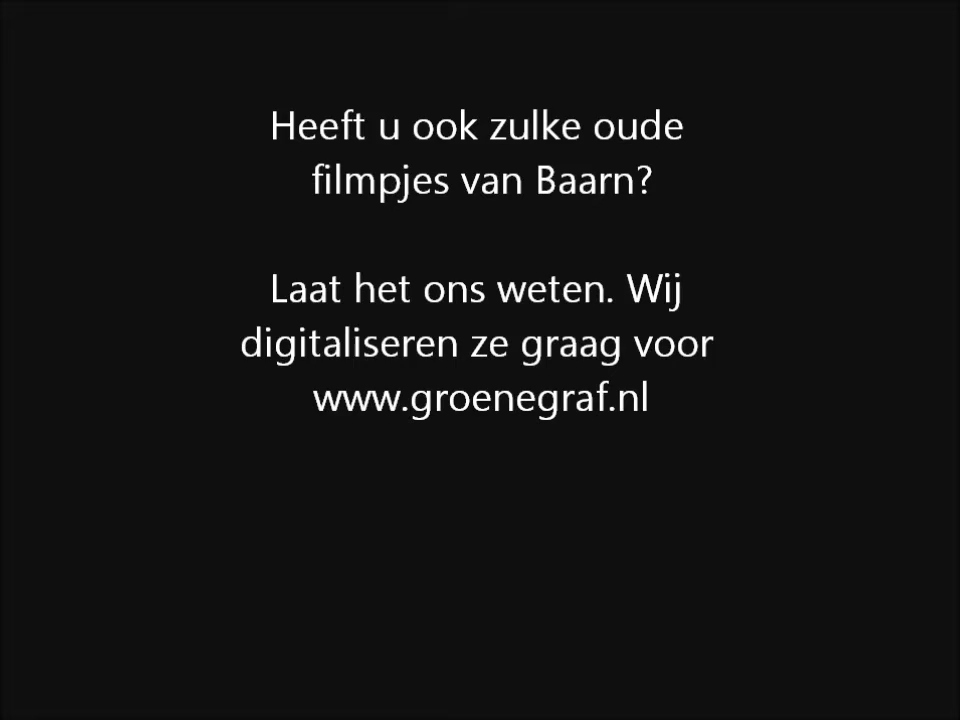 Heeft u ook zulke oude
filmpjes van Baarn?
Laat het ons weten. Wij
digitaliseren ze graag voor
www.groenegraf.nl